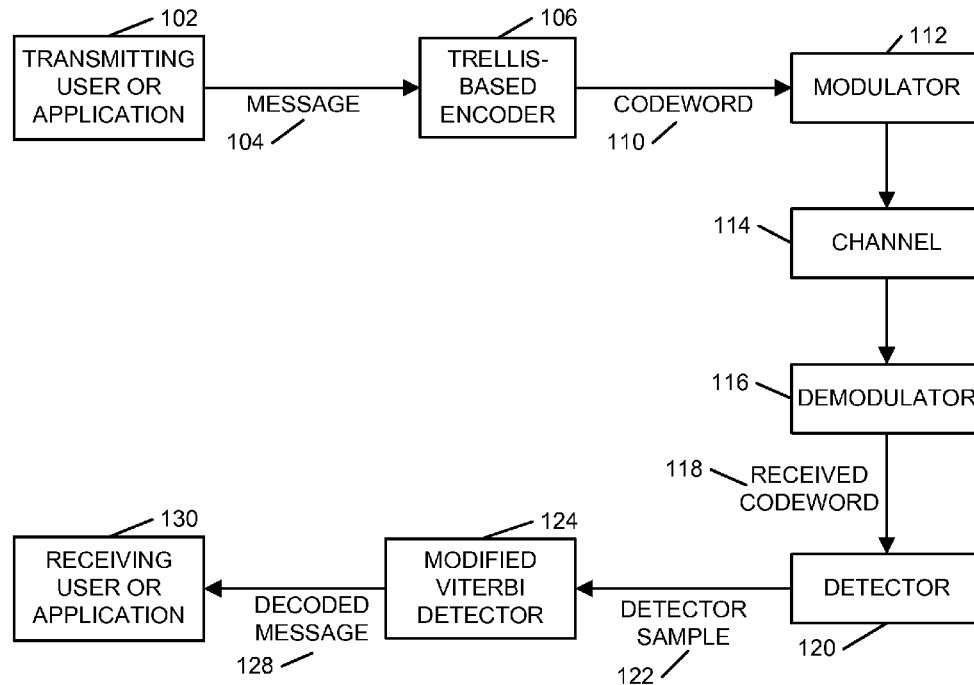 102
TRANSMITTING
USER OR
APPLICATION
MESSAGE
104
106
TRELLIS-
BASED
ENCODER
CODEWORD
110
112
MODULATOR
114
CHANNEL
116
DEMODULATOR
118
RECEIVED
CODEWORD
DETECTOR
120
DETECTOR
SAMPLE
122
124
MODIFIED
VITERBI
DETECTOR
DECODED
MESSAGE
128
130
RECEIVING
USER OR
APPLICATION